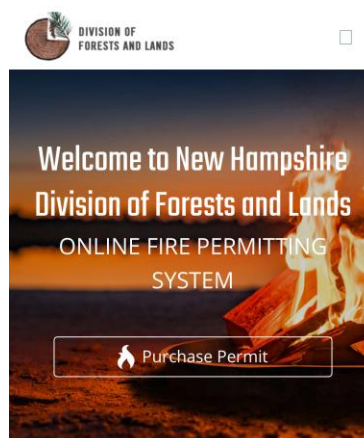 DIVISION OF
FORESTS AND LANDS
Welcome to New Hampshire
Division of Forests and Lands
ONLINE FIRE PERMITTING
SYSTEM
Purchase Permit